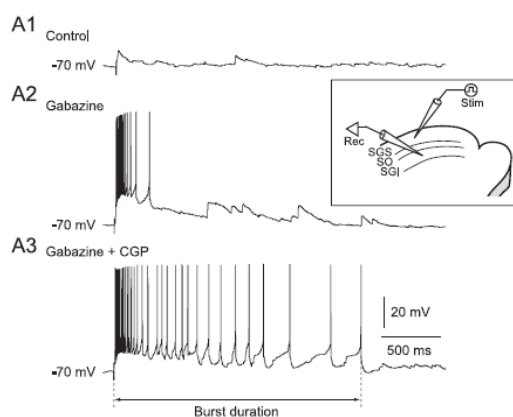 A1 Control
-70 mV
A2 Gabazine
-70 mV
Stim
Rec
SGS
SO
SGI
A3 Gabazine + CGP
20 mV
500 ms
-70 mV
Burst duration